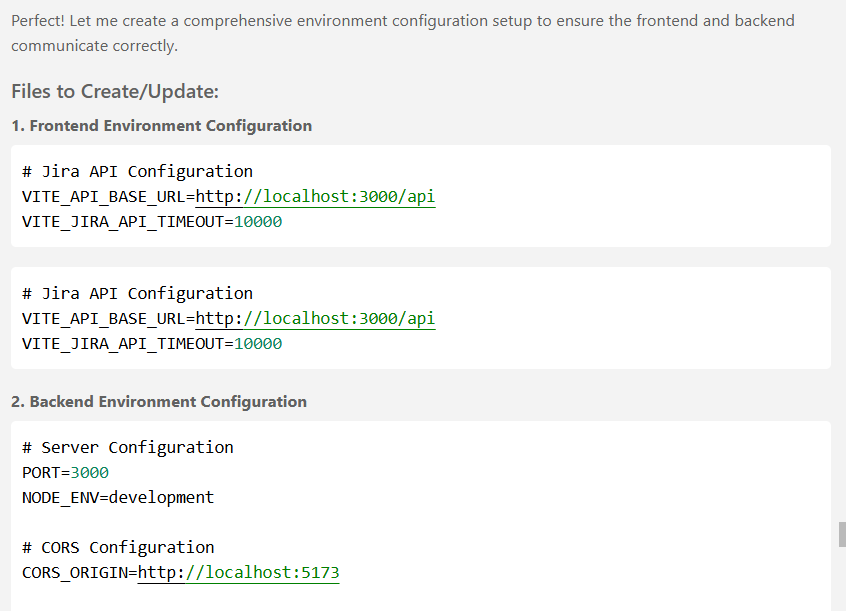 Perfect! Let me create a comprehensive environment configuration setup to ensure the frontend and backend
communicate correctly.
Files to Create/Update:
1. Frontend Environment Configuration
# Jira API Configuration
VITE_API_BASE_URL=http://localhost:3000/api
VITE_JIRA_API_TIMEOUT=10000
# Jira API Configuration
VITE_API_BASE_URL=http://localhost:3000/api
VITE_JIRA_API_TIMEOUT=10000
2. Backend Environment Configuration
# Server Configuration
PORT=3000
NODE_ENV=development
# CORS Configuration
CORS_ORIGIN=http://localhost:5173